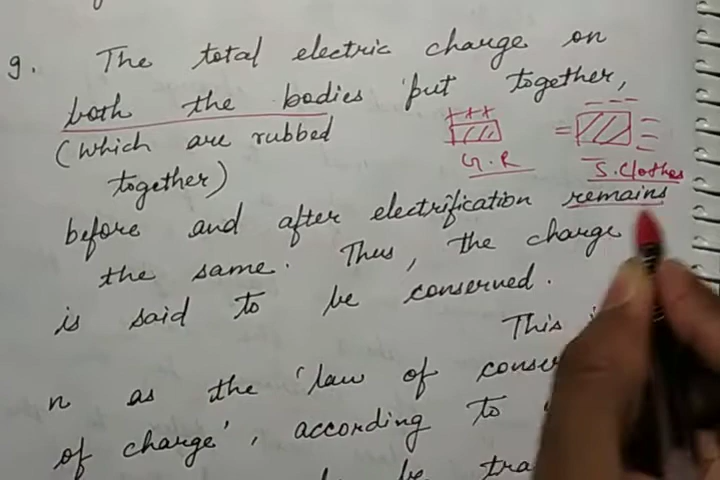 9. The total electric charge on
both the bodies put together,
(which are rubbed
together)
+ + +
G.R
=
S. Clothes
before and after electrification remains
the same. Thus, the charge
is said to be conserved.
This
n as the 'law of
of charge', according to
be